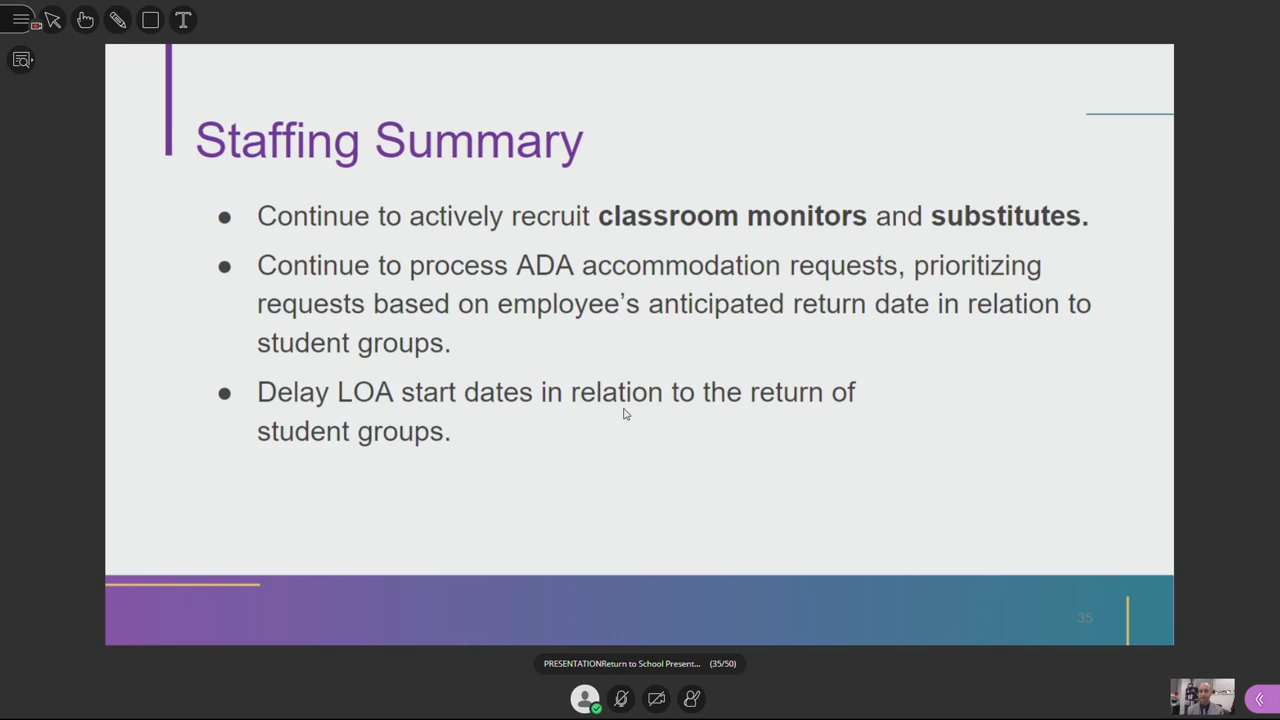 Staffing Summary
● Continue to actively recruit classroom monitors and substitutes.
● Continue to process ADA accommodation requests, prioritizing
requests based on employee’s anticipated return date in relation to
student groups.
● Delay LOA start dates in relation to the return of
student groups.
35
PRESENTATIONReturn to School Present... (35/50)